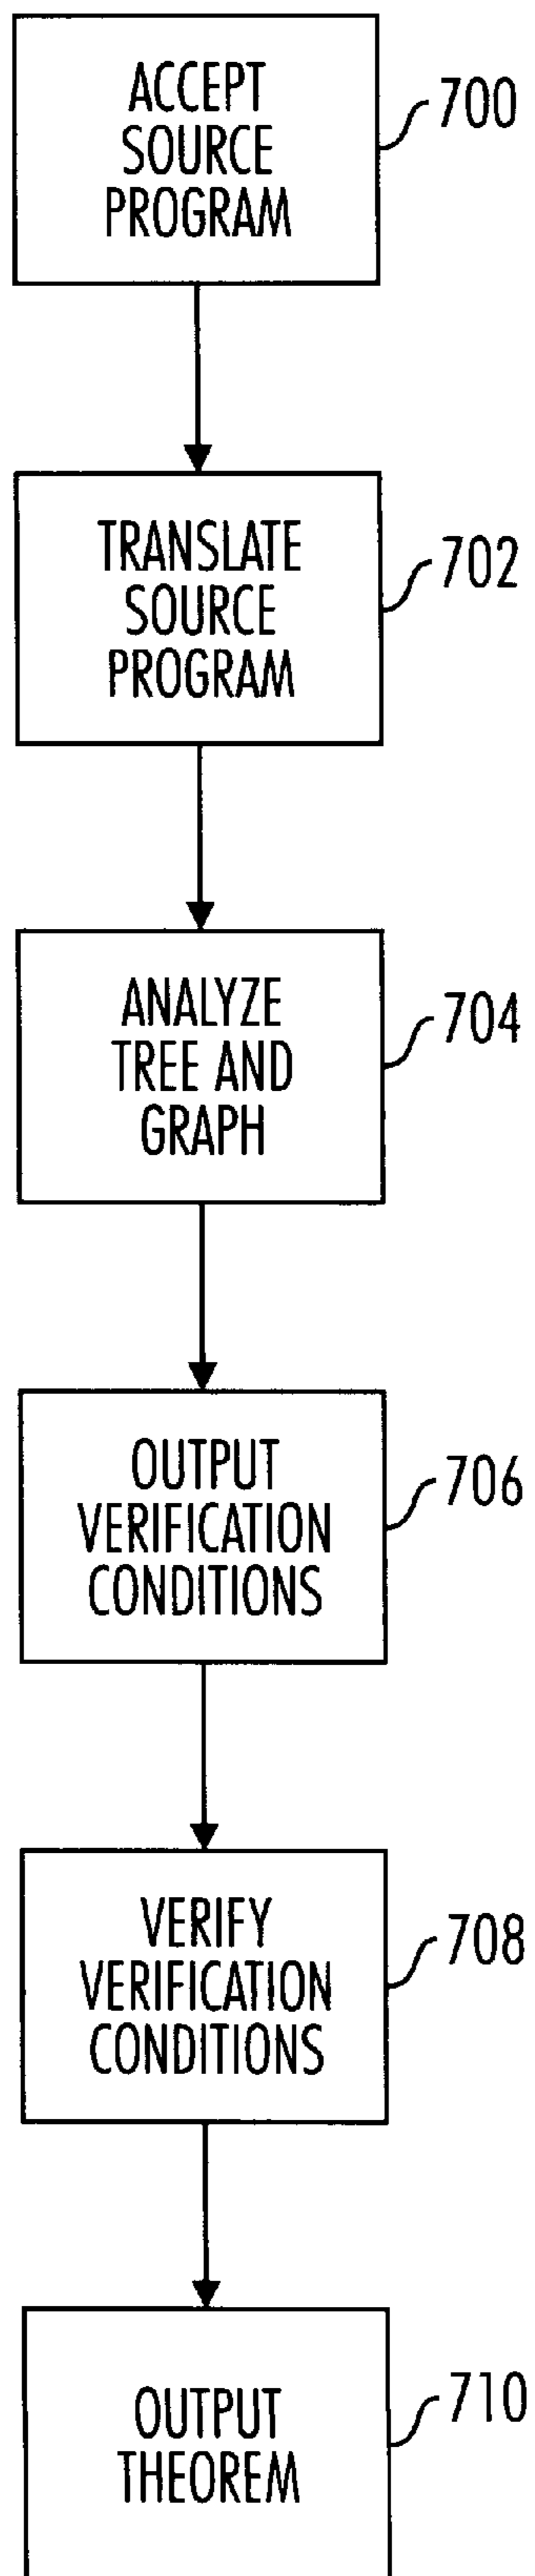 ACCEPT
SOURCE
PROGRAM
700
TRANSLATE
SOURCE
PROGRAM
702
ANALYZE
TREE AND
GRAPH
704
OUTPUT
VERIFICATION
CONDITIONS
706
VERIFY
VERIFICATION
CONDITIONS
708
OUTPUT
THEOREM
710